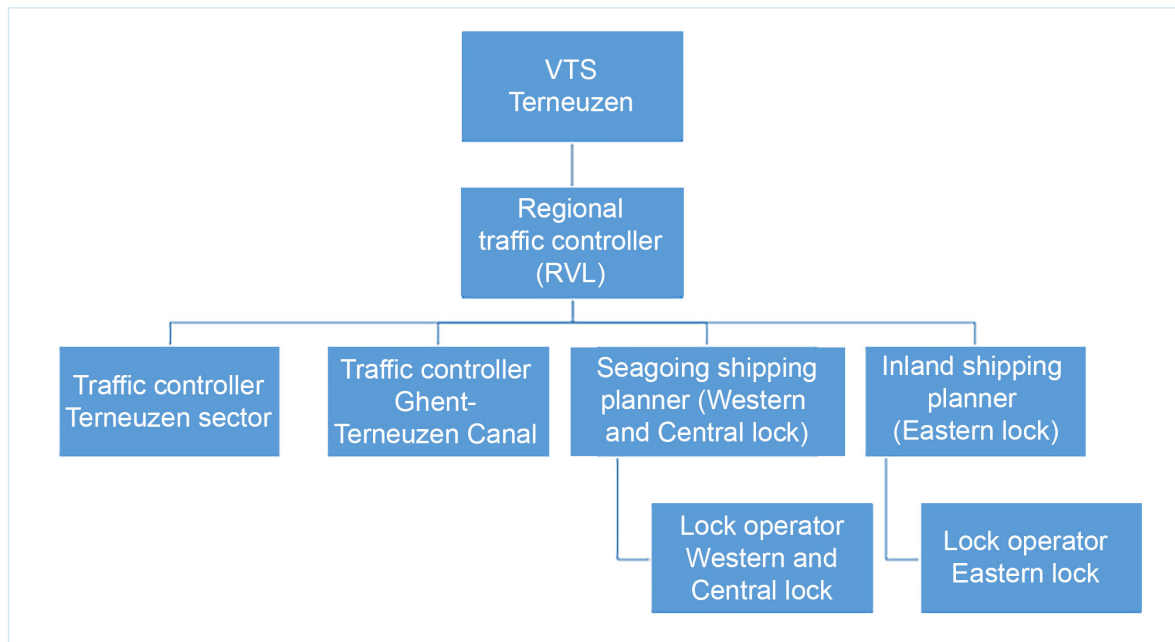 VTS
Terneuzen
Regional
traffic controller
(RVL)
Traffic controller
Terneuzen sector
Traffic controller
Ghent-
Terneuzen Canal
Seagoing shipping
planner (Western
and Central lock)
Inland shipping
planner
(Eastern lock)
Lock operator
Western and
Central lock
Lock operator
Eastern lock